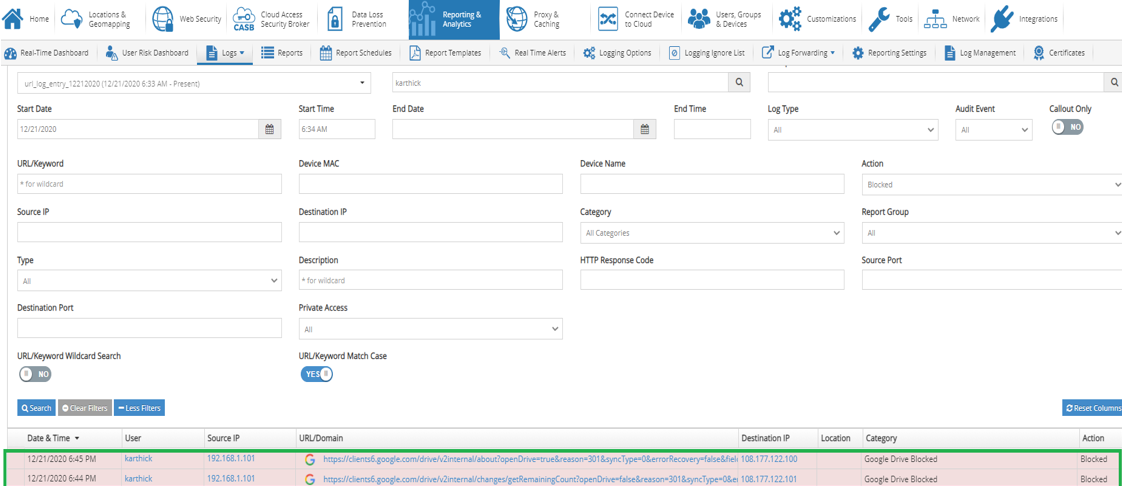 Home
Locations &
Geomapping
Web Security
CASB
Cloud Access
Security Broker
Data Loss
Prevention
Reporting &
Analytics
Proxy &
Caching
Connect Device
to Cloud
Users, Groups
& Devices
Customizations
Tools
Network
Integrations
Real-Time Dashboard User Risk Dashboard Logs Reports Report Schedules Report Templates Real Time Alerts Logging Options Logging Ignore List Log Forwarding Reporting Settings Log Management Certificates
url_log_entry_12212020 (12/21/2020 6:33 AM - Present) karthick
Start Date Start Time End Date End Time Log Type Audit Event Callout Only
12/21/2020 6:34 AM All All NO
URL/Keyword Device MAC Device Name Action
* for wildcard Blocked
Source IP Destination IP Category Report Group
All Categories All
Type Description HTTP Response Code Source Port
All * for wildcard
Destination Port Private Access
All
URL/Keyword Wildcard Search URL/Keyword Match Case
NO YES
Search Clear Filters Less Filters Reset Columns
Date & Time User Source IP URL/Domain Destination IP Location Category Action
12/21/2020 6:45 PM karthick 192.168.1.101 https://clients6.google.com/drive/v2internal/about?openDrive=true&reason=301&syncType=0&errorRecovery=false&fiel 108.177.122.100 Google Drive Blocked Blocked
12/21/2020 6:44 PM karthick 192.168.1.101 https://clients6.google.com/drive/v2internal/changes/getRemainingCount?openDrive=false&reason=301&syncType=0&e 108.177.122.101 Google Drive Blocked Blocked